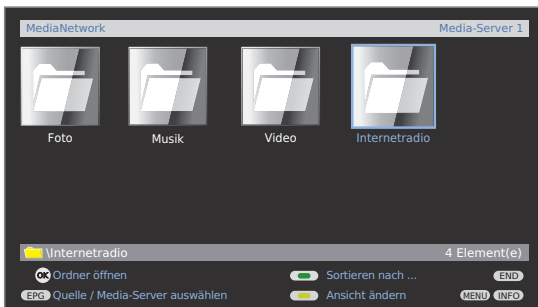 MediaNetwork Media-Server 1
Foto Musik Video Internetradio
\Internetradio 4 Element(e)
OK Ordner öffnen Sortieren nach ... END
EPG Quelle / Media-Server auswählen Ansicht ändern MENU INFO